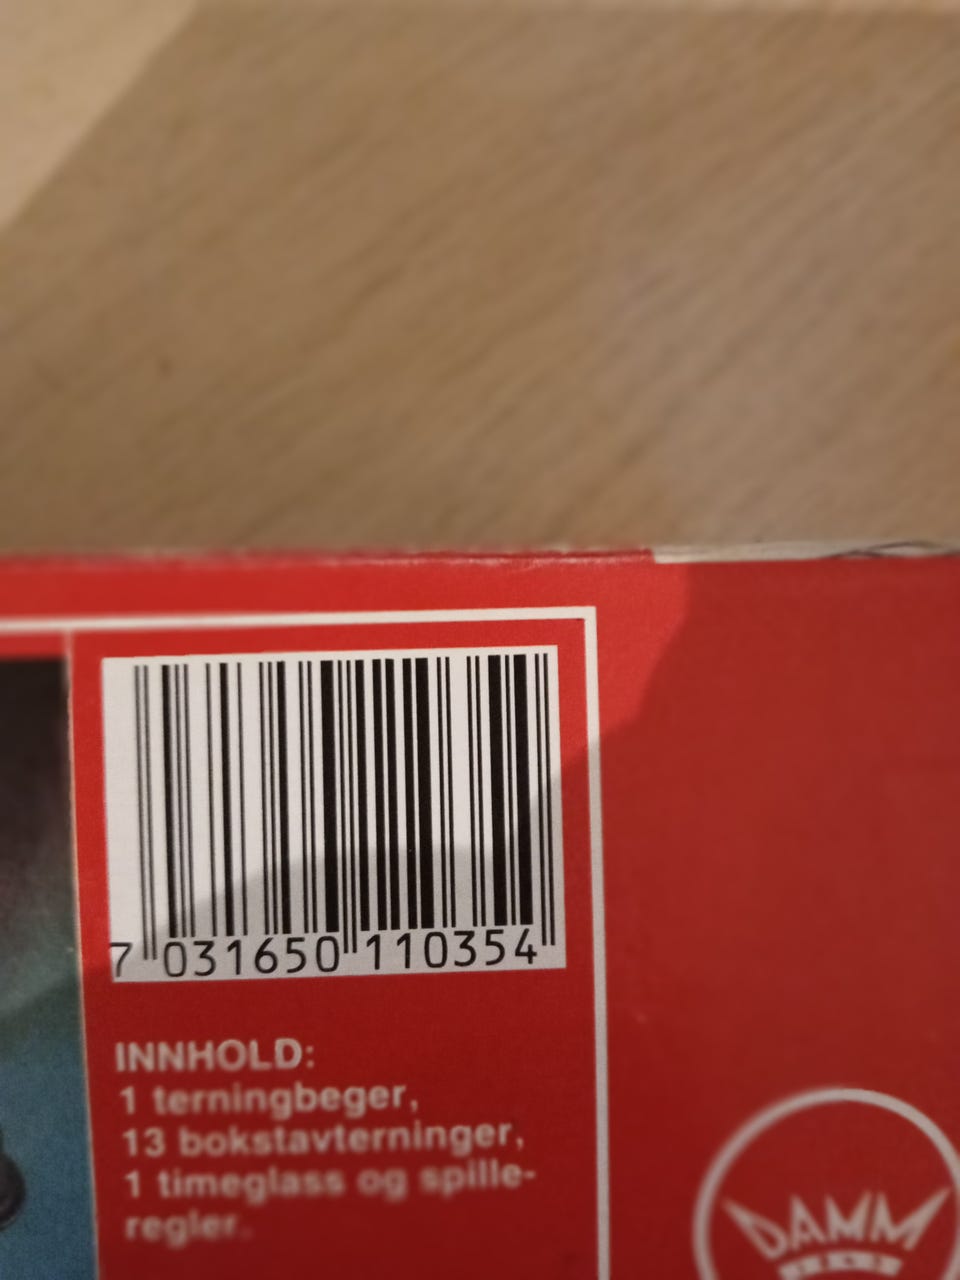 7 031650 110354
INNHOLD:
1 terningbeger,
13 bokstavterninger,
1 timeglass og spille-
regler.
DAMM